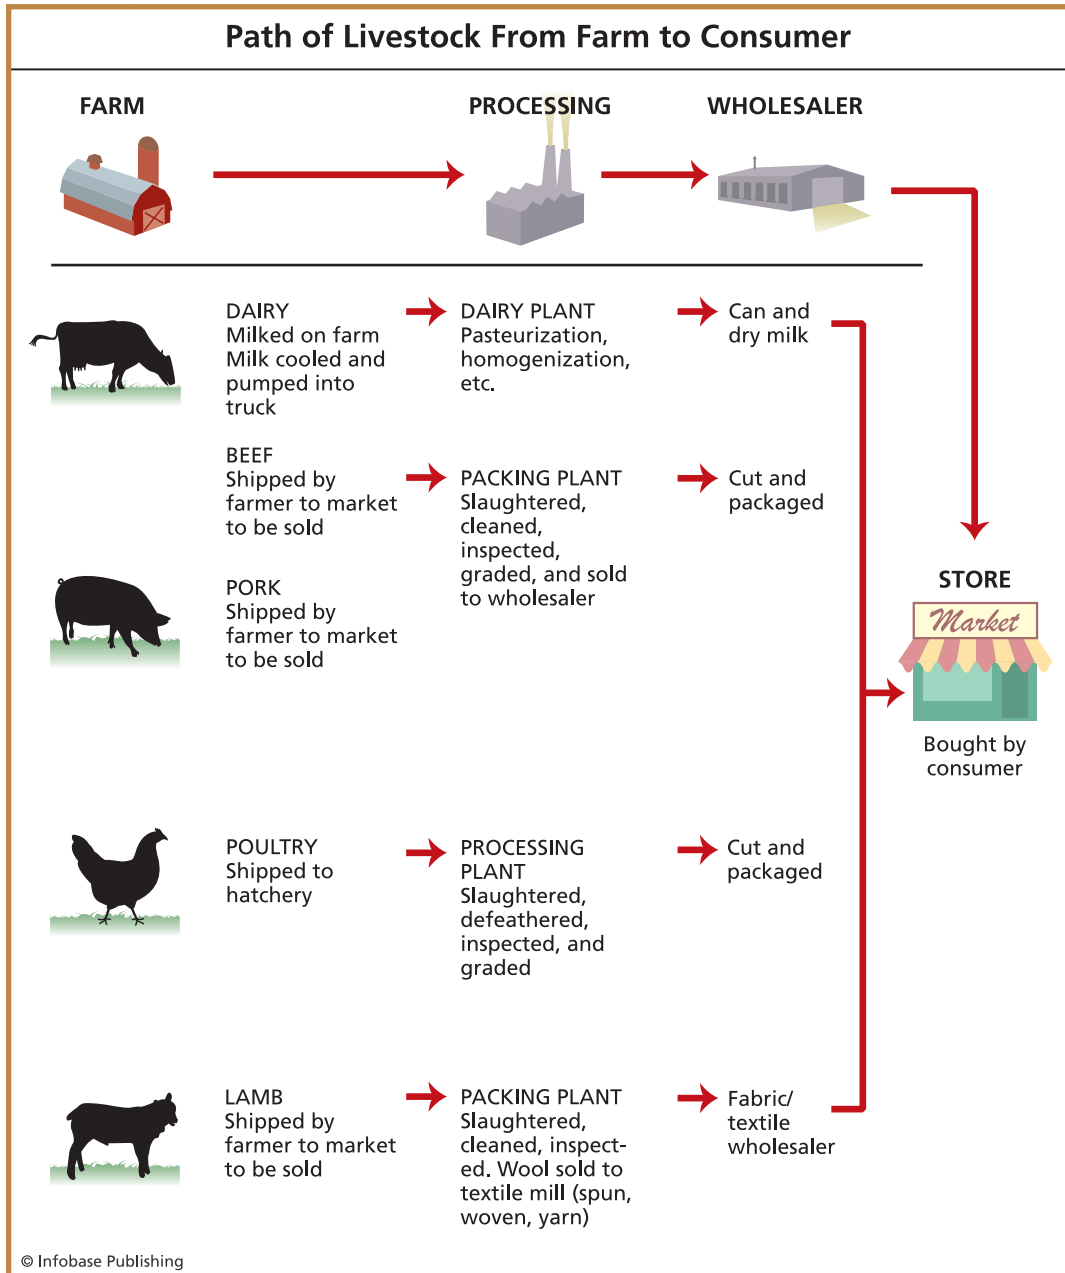 Path of Livestock From Farm to Consumer
FARM
PROCESSING
WHOLESALER
DAIRY
Milked on farm
Milk cooled and
pumped into
truck
DAIRY PLANT
Pasteurization,
homogenization,
etc.
Can and
dry milk
BEEF
Shipped by
farmer to market
to be sold
PACKING PLANT
Slaughtered,
cleaned,
inspected,
graded, and sold
to wholesaler
Cut and
packaged
PORK
Shipped by
farmer to market
to be sold
STORE
Market
Bought by
consumer
POULTRY
Shipped to
hatchery
PROCESSING
PLANT
Slaughtered,
defeathered,
inspected, and
graded
Cut and
packaged
LAMB
Shipped by
farmer to market
to be sold
PACKING PLANT
Slaughtered,
cleaned, inspect-
ed. Wool sold to
textile mill (spun,
woven, yarn)
Fabric/
textile
wholesaler
© Infobase Publishing